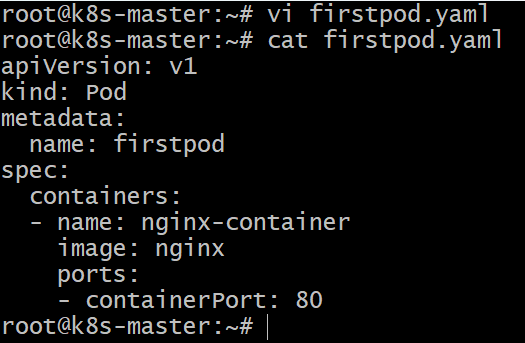 root@k8s-master:~# vi firstpod.yaml
root@k8s-master:~# cat firstpod.yaml
apiVersion: v1
kind: Pod
metadata:
  name: firstpod
spec:
  containers:
  - name: nginx-container
    image: nginx
    ports:
    - containerPort: 80
root@k8s-master:~#